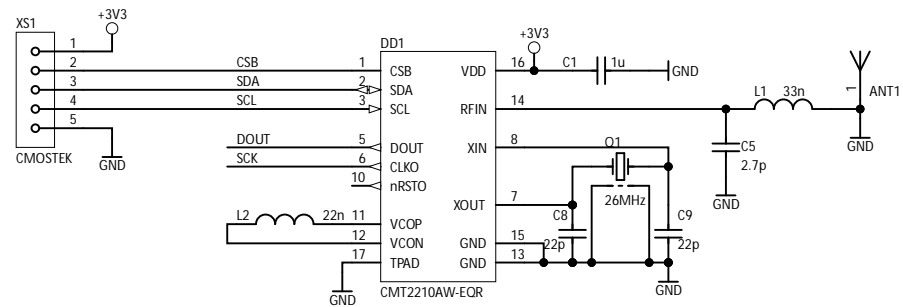 XS1
+3V3
1
2
3
4
5
CMOSTEK
GND
CSB
SDA
SCL
DOUT
SCK
L2
22n
GND
DD1
1 CSB
2 SDA
3 SCL
5 DOUT
6 CLKO
10 nRSTO
11 VCOP
12 VCON
17 TPAD
VDD 16
RFIN 14
XIN 8
XOUT 7
GND 15
GND 13
CMT2210AW-EQR
+3V3
C1
1u
GND
L1
33n
ANT1
1
GND
C5
2.7p
GND
Q1
26MHz
C8
22p
C9
22p
GND